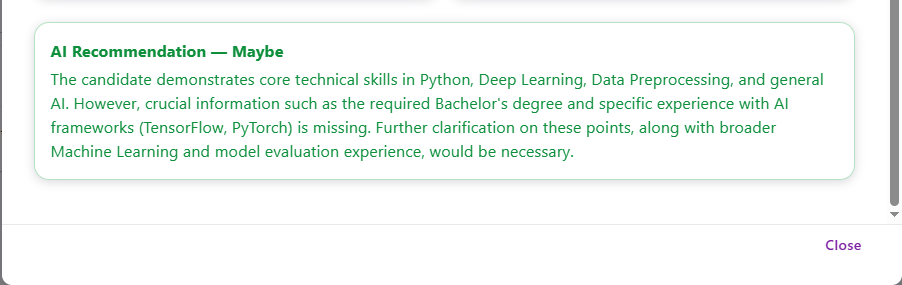 AI Recommendation — Maybe
The candidate demonstrates core technical skills in Python, Deep Learning, Data Preprocessing, and general
AI. However, crucial information such as the required Bachelor's degree and specific experience with AI
frameworks (TensorFlow, PyTorch) is missing. Further clarification on these points, along with broader
Machine Learning and model evaluation experience, would be necessary.
Close